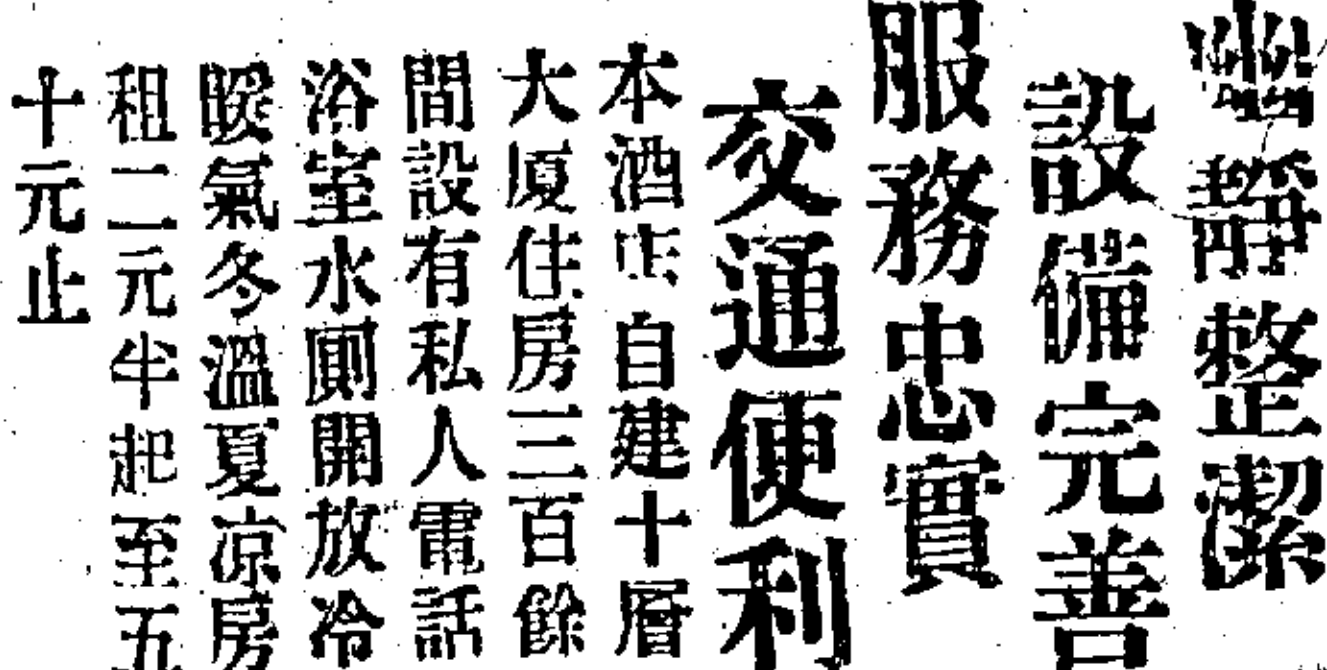 幽靜整潔
設備完善
服務忠實
交通便利
本酒店自建十層
大厦住房三百餘
間設有私人電話
浴室水厠開放冷
暖氣冬溫夏凉房
租二元半起至五
十元止